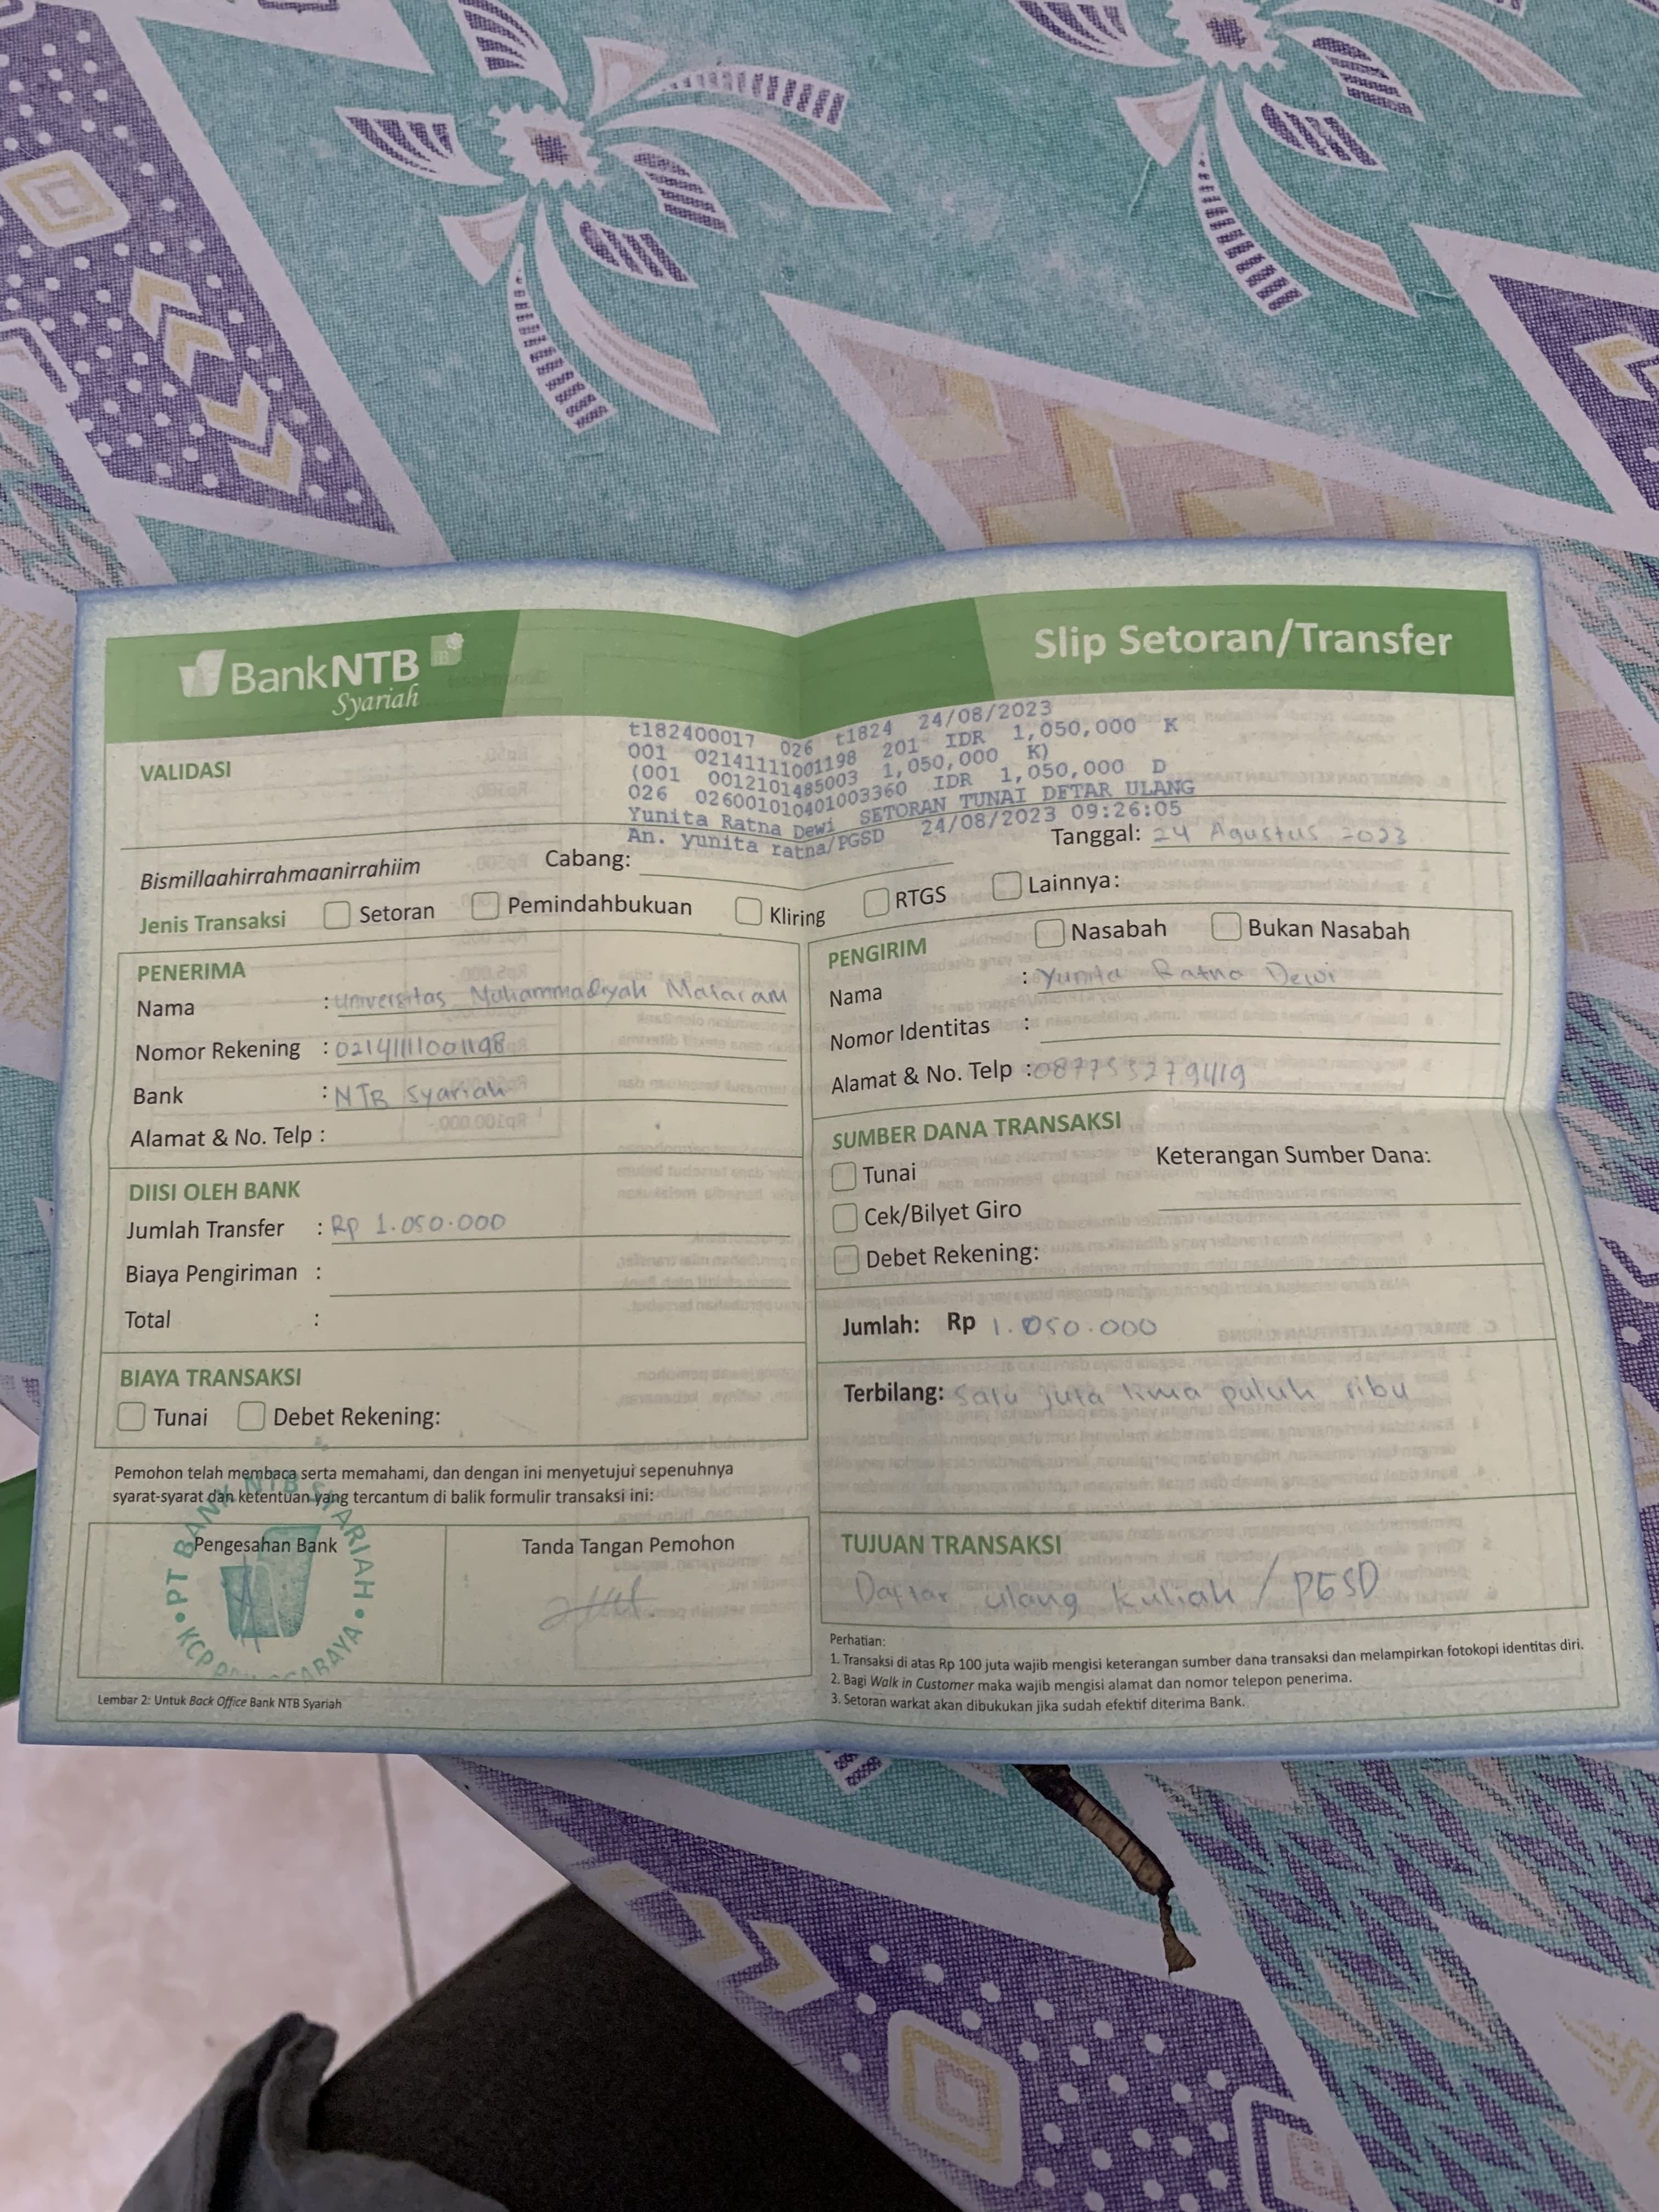 BankNTB
Syariah
Slip Setoran/Transfer
VALIDASI
t182400017 026 t1824 24/08/2023
001 02141111001198 201 IDR 1,050,000 K
(001 0012101485003 1,050,000 K)
026 026001010401003360 IDR 1,050,000 D
Yunita Ratna Dewi SETORAN TUNAI DFTAR ULANG
An. yunita ratna/PGSD 24/08/2023 09:26:05
Bismillaahirrahmaanirrahiim
Cabang:
Tanggal: 24 Agustus 2023
Jenis Transaksi Setoran Pemindahbukuan Kliring RTGS Lainnya:
PENERIMA
Nama : Universitas Muhammadiyah Mataram
Nomor Rekening : 02141111001198
Bank : NTB Syariah
Alamat & No. Telp :
DIISI OLEH BANK
Jumlah Transfer : Rp 1.050.000
Biaya Pengiriman :
Total :
BIAYA TRANSAKSI
Tunai Debet Rekening:
Pemohon telah membaca serta memahami, dan dengan ini menyetujui sepenuhnya
syarat-syarat dan ketentuan yang tercantum di balik formulir transaksi ini:
Pengesahan Bank
PT BANK NTB SYARIAH
KCP
Tanda Tangan Pemohon
Lembar 2: Untuk Back Office Bank NTB Syariah
PENGIRIM Nasabah Bukan Nasabah
Nama : Yunita Ratna Dewi
Nomor Identitas :
Alamat & No. Telp :
SUMBER DANA TRANSAKSI
Tunai
Cek/Bilyet Giro
Debet Rekening:
Keterangan Sumber Dana:
Jumlah: Rp 1.050.000
Terbilang: Satu juta lima puluh ribu
TUJUAN TRANSAKSI
Daftar ulang kuliah / PGSD
Perhatian:
1. Transaksi di atas Rp 100 juta wajib mengisi keterangan sumber dana transaksi dan melampirkan fotokopi identitas diri.
2. Bagi Walk in Customer maka wajib mengisi alamat dan nomor telepon penerima.
3. Setoran warkat akan dibukukan jika sudah efektif diterima Bank.